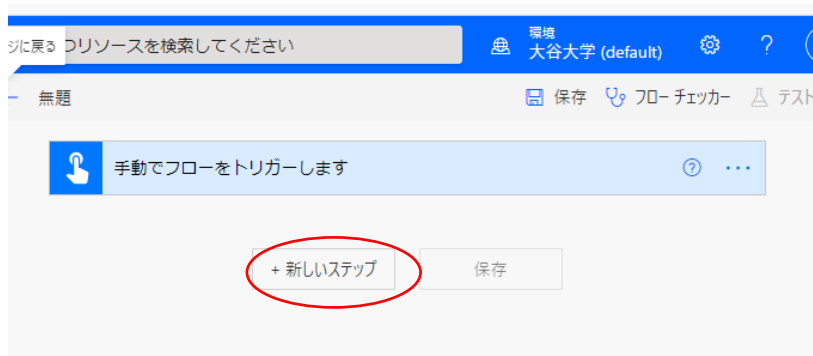 環境
ジに戻る つリソースを検索してください 大谷大学 (default) ?
無題 保存 フロー チェッカー テスト
手動でフローをトリガーします ? ...
+ 新しいステップ 保存